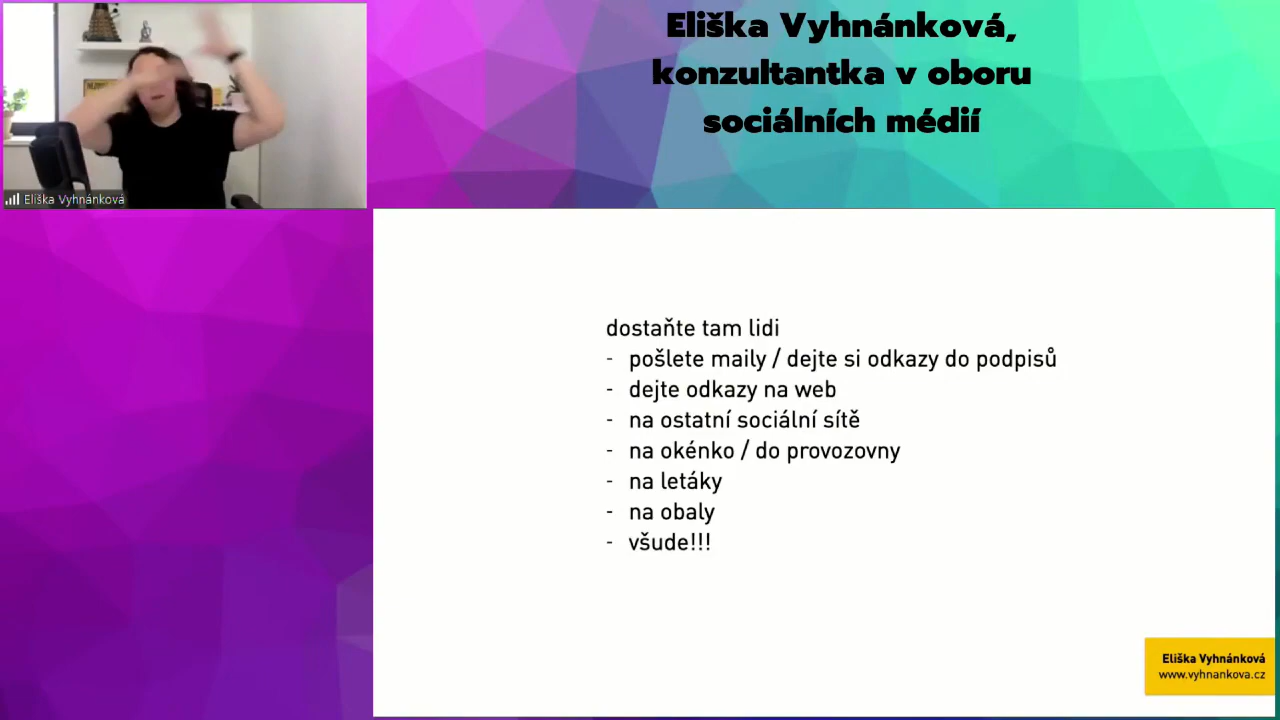 Eliška Vyhnánková,
konzultantka v oboru
sociálních médií
Eliška Vyhnánková
dostaňte tam lidi
- pošlete maily / dejte si odkazy do podpisů
- dejte odkazy na web
- na ostatní sociální sítě
- na okénko / do provozovny
- na letáky
- na obaly
- všude!!!
Eliška Vyhnánková
www.vyhnankova.cz